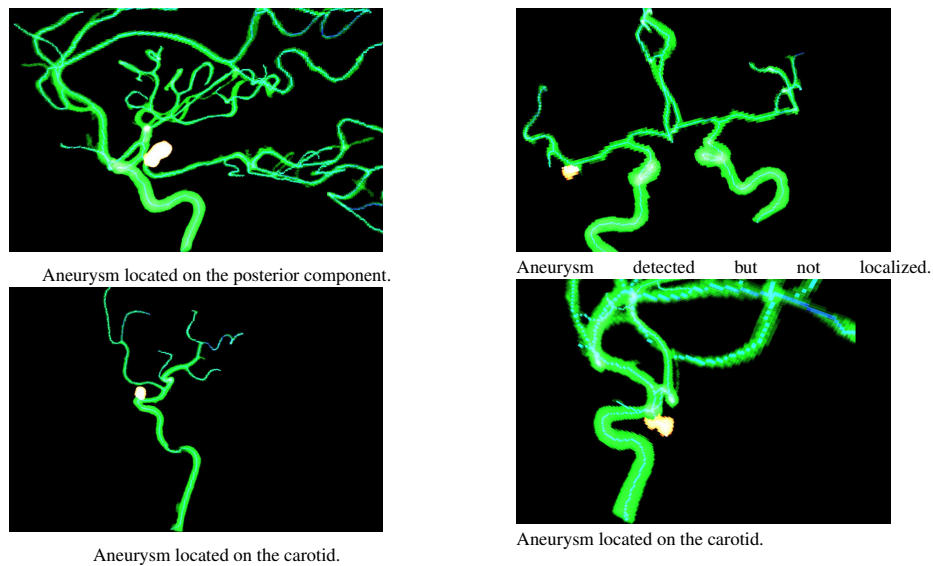 Aneurysm located on the posterior component.
Aneurysm detected but not localized.
Aneurysm located on the carotid.
Aneurysm located on the carotid.